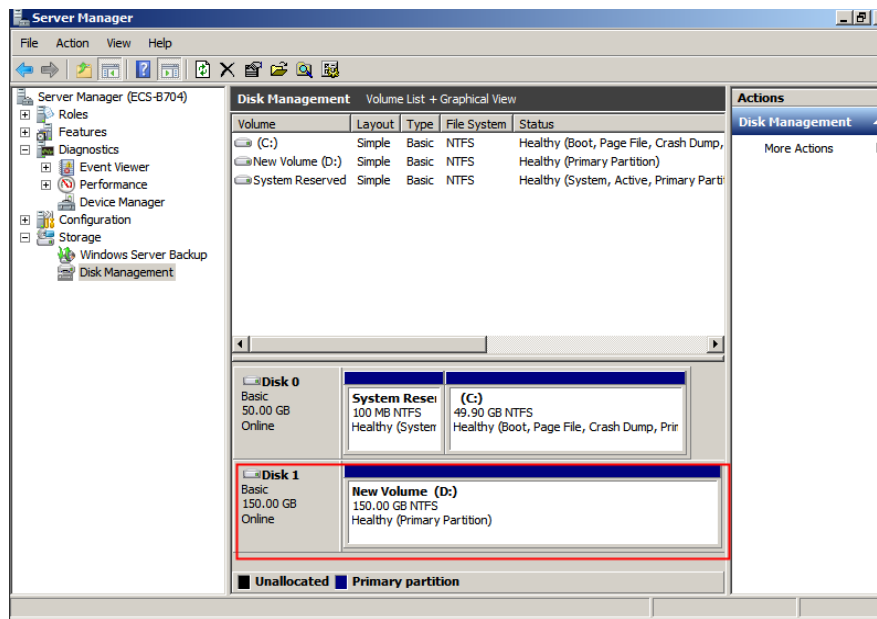 Server Manager
File Action View Help
Server Manager (ECS-B704)
Roles
Features
Diagnostics
Event Viewer
Performance
Device Manager
Configuration
Storage
Windows Server Backup
Disk Management
Disk Management Volume List + Graphical View
Volume Layout Type File System Status
(C:) Simple Basic NTFS Healthy (Boot, Page File, Crash Dump,
New Volume (D:) Simple Basic NTFS Healthy (Primary Partition)
System Reserved Simple Basic NTFS Healthy (System, Active, Primary Parti
Disk 0
Basic
50.00 GB
Online
System Reser
100 MB NTFS
Healthy (System
(C:)
49.90 GB NTFS
Healthy (Boot, Page File, Crash Dump, Prir
Disk 1
Basic
150.00 GB
Online
New Volume (D:)
150.00 GB NTFS
Healthy (Primary Partition)
Unallocated Primary partition
Actions
Disk Management
More Actions